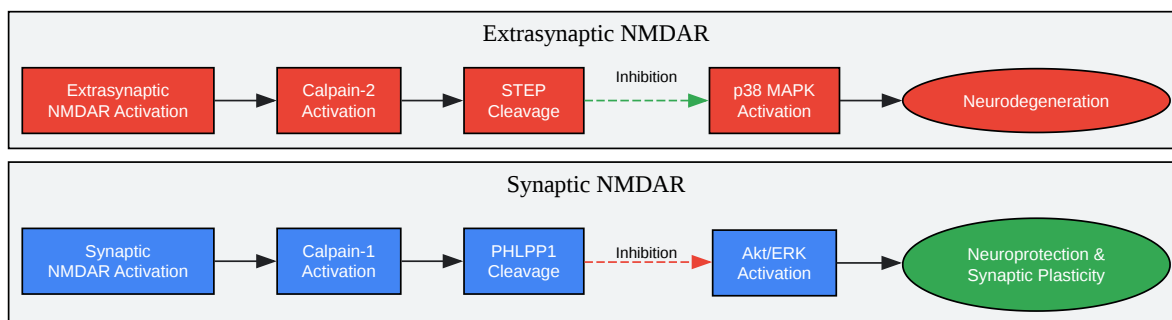 Extrasynaptic NMDAR
Extrasynaptic
NMDAR Activation
Calpain-2
Activation
STEP
Cleavage
Inhibition
p38 MAPK
Activation
Neurodegeneration
Synaptic NMDAR
Synaptic
NMDAR Activation
Calpain-1
Activation
PHLPP1
Cleavage
Inhibition
Akt/ERK
Activation
Neuroprotection &
Synaptic Plasticity